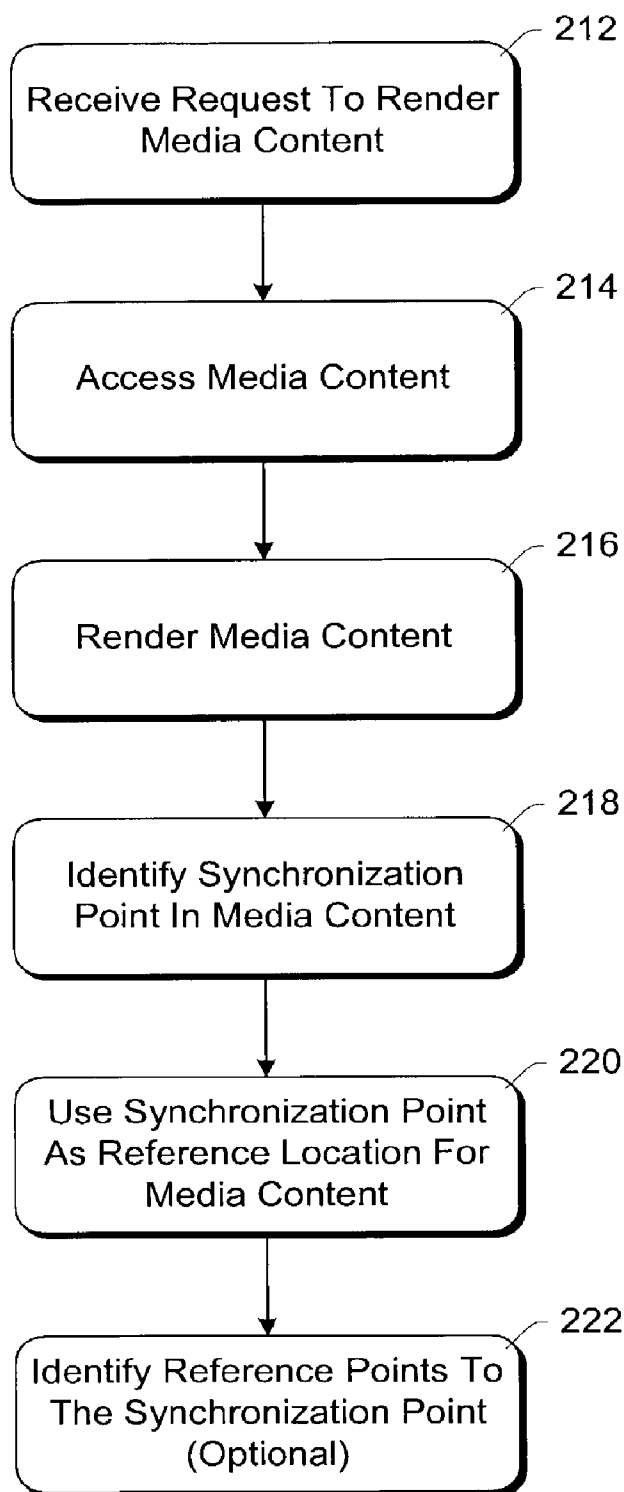 212
Receive Request To Render
Media Content
214
Access Media Content
216
Render Media Content
218
Identify Synchronization
Point In Media Content
220
Use Synchronization Point
As Reference Location For
Media Content
222
Identify Reference Points To
The Synchronization Point
(Optional)